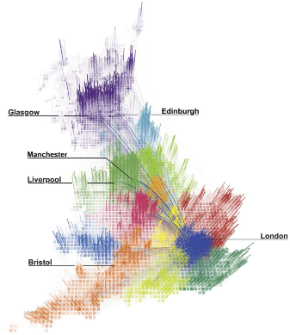 Glasgow
Edinburgh
Manchester
Liverpool
London
Bristol